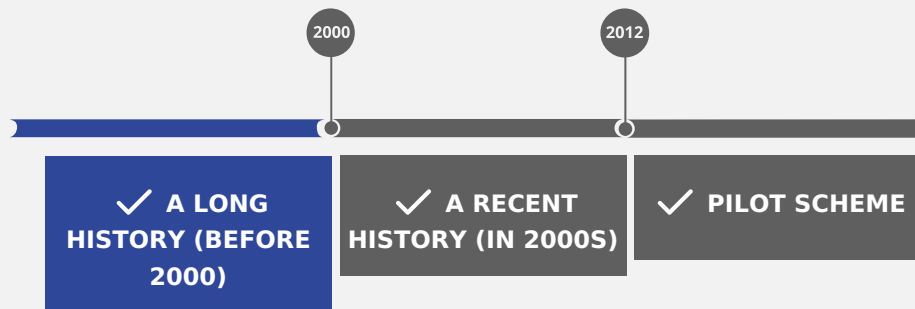 2000
2012
A LONG
HISTORY (BEFORE
2000)
A RECENT
HISTORY (IN 2000S)
PILOT SCHEME